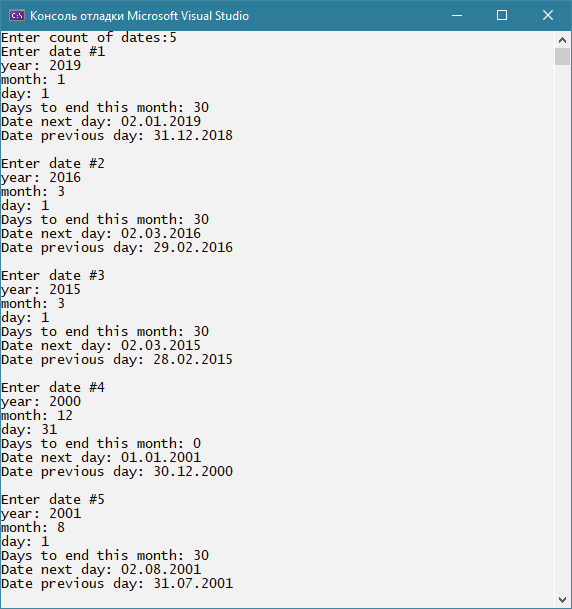 Консоль отладки Microsoft Visual Studio
Enter count of dates:5
Enter date #1
year: 2019
month: 1
day: 1
Days to end this month: 30
Date next day: 02.01.2019
Date previous day: 31.12.2018
Enter date #2
year: 2016
month: 3
day: 1
Days to end this month: 30
Date next day: 02.03.2016
Date previous day: 29.02.2016
Enter date #3
year: 2015
month: 3
day: 1
Days to end this month: 30
Date next day: 02.03.2015
Date previous day: 28.02.2015
Enter date #4
year: 2000
month: 12
day: 31
Days to end this month: 0
Date next day: 01.01.2001
Date previous day: 30.12.2000
Enter date #5
year: 2001
month: 8
day: 1
Days to end this month: 30
Date next day: 02.08.2001
Date previous day: 31.07.2001